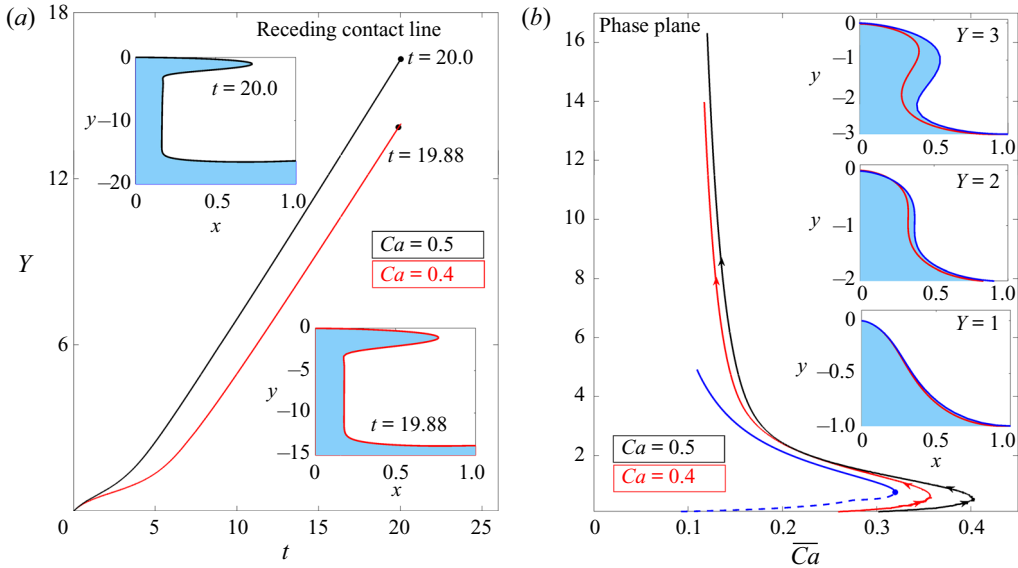 (a)
18
12
6
0
Y
0
5
10
15
20
25
t
Receding contact line
t = 20.0
t = 19.88
Ca = 0.5
Ca = 0.4
0
y
−10
−20
0
0.5
1.0
x
t = 20.0
0
−5
y
−10
−15
0
0.5
1.0
x
t = 19.88
(b)
Phase plane
16
14
12
10
8
6
4
2
0
0.1
0.2
0.3
0.4
Ca
Ca = 0.5
Ca = 0.4
Y = 3
0
y
−1
−2
−3
0
0.5
1.0
Y = 2
0
y
−1
−2
0
0.5
1.0
Y = 1
0
y
−0.5
−1.0
0
0.5
1.0
x